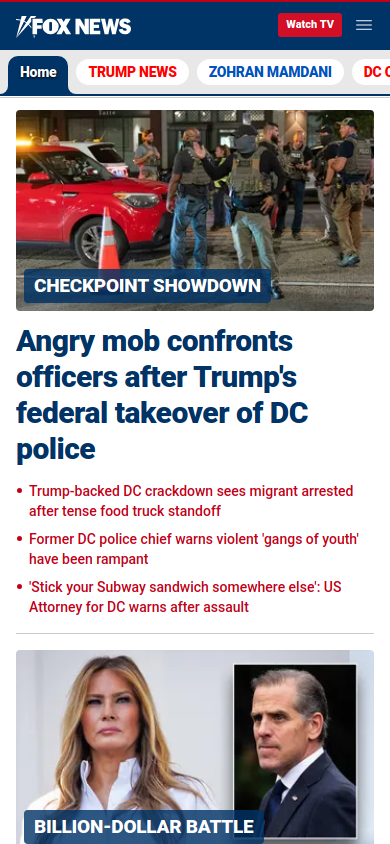 FOX NEWS
Watch TV
Home
TRUMP NEWS
ZOHRAN MAMDANI
DC
CHECKPOINT SHOWDOWN
Angry mob confronts
officers after Trump's
federal takeover of DC
police
• Trump-backed DC crackdown sees migrant arrested
after tense food truck standoff
• Former DC police chief warns violent 'gangs of youth'
have been rampant
• 'Stick your Subway sandwich somewhere else': US
Attorney for DC warns after assault
BILLION-DOLLAR BATTLE